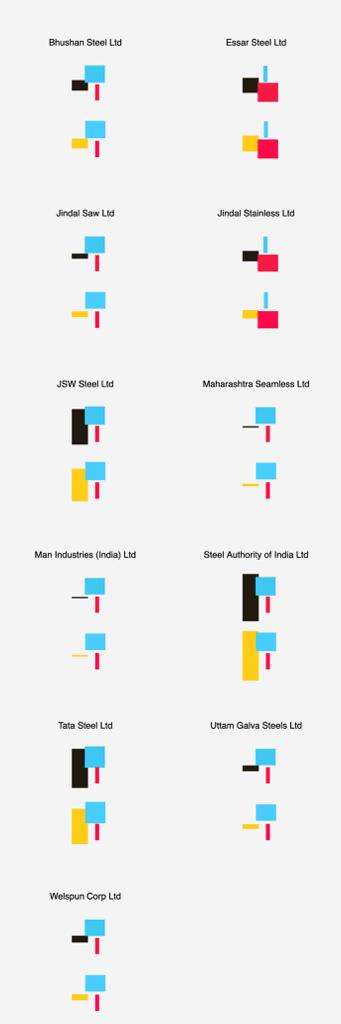 Bhushan Steel Ltd
Essar Steel Ltd
Jindal Saw Ltd
Jindal Stainless Ltd
JSW Steel Ltd
Maharashtra Seamless Ltd
Man Industries (India) Ltd
Steel Authority of India Ltd
Tata Steel Ltd
Uttam Galva Steels Ltd
Welspun Corp Ltd